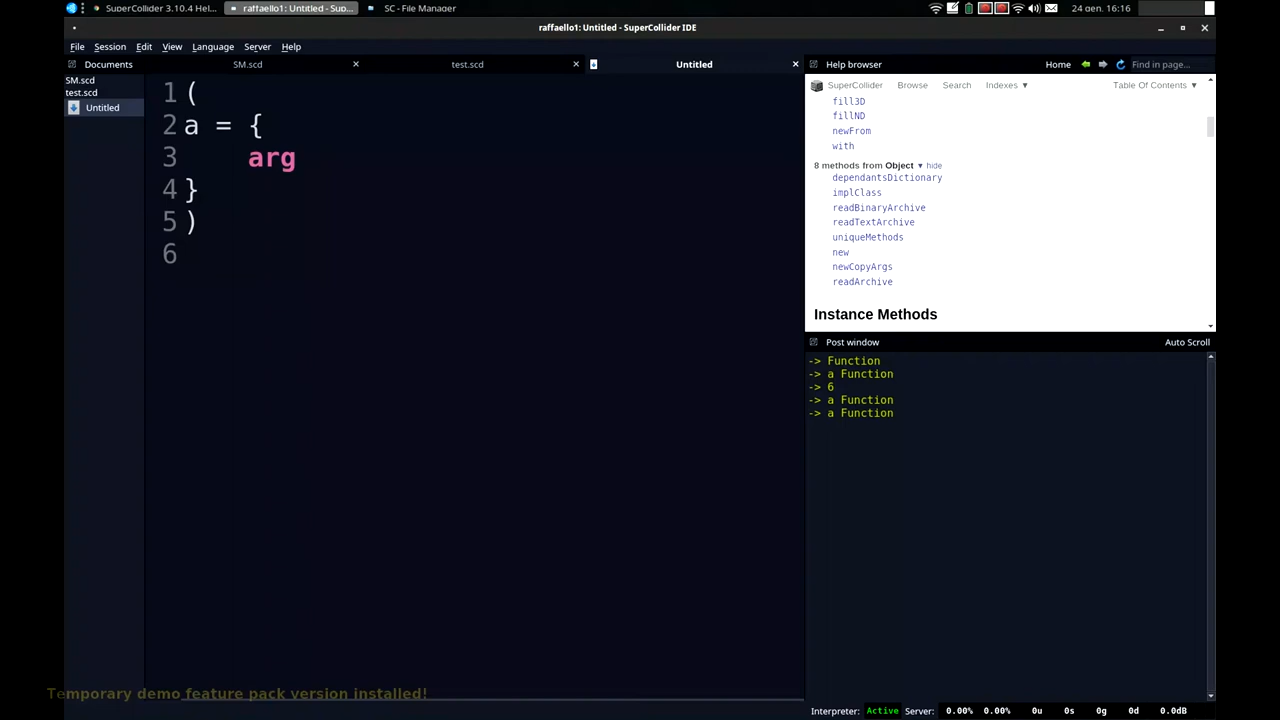 SuperCollider 3.10.4 Hel...
raffaello1: Untitled - Sup...
SC - File Manager
24 gen. 16:16
raffaello1: Untitled - SuperCollider IDE
File Session Edit View Language Server Help
Documents
SM.scd
test.scd
Untitled
SM.scd
test.scd
Untitled
1 (
2 a = {
3 arg
4 }
5 )
6
Help browser
Home
Find in page...
SuperCollider Browse Search Indexes ▼ Table Of Contents ▼
fill3D
fillND
newFrom
with
8 methods from Object ▼ hide
dependantsDictionary
implClass
readBinaryArchive
readTextArchive
uniqueMethods
new
newCopyArgs
readArchive
Instance Methods
Post window
Auto Scroll
-> Function
-> a Function
-> 6
-> a Function
-> a Function
Temporary demo feature pack version installed!
Interpreter: Active Server: 0.00% 0.00% 0u 0s 0g 0d 0.0dB